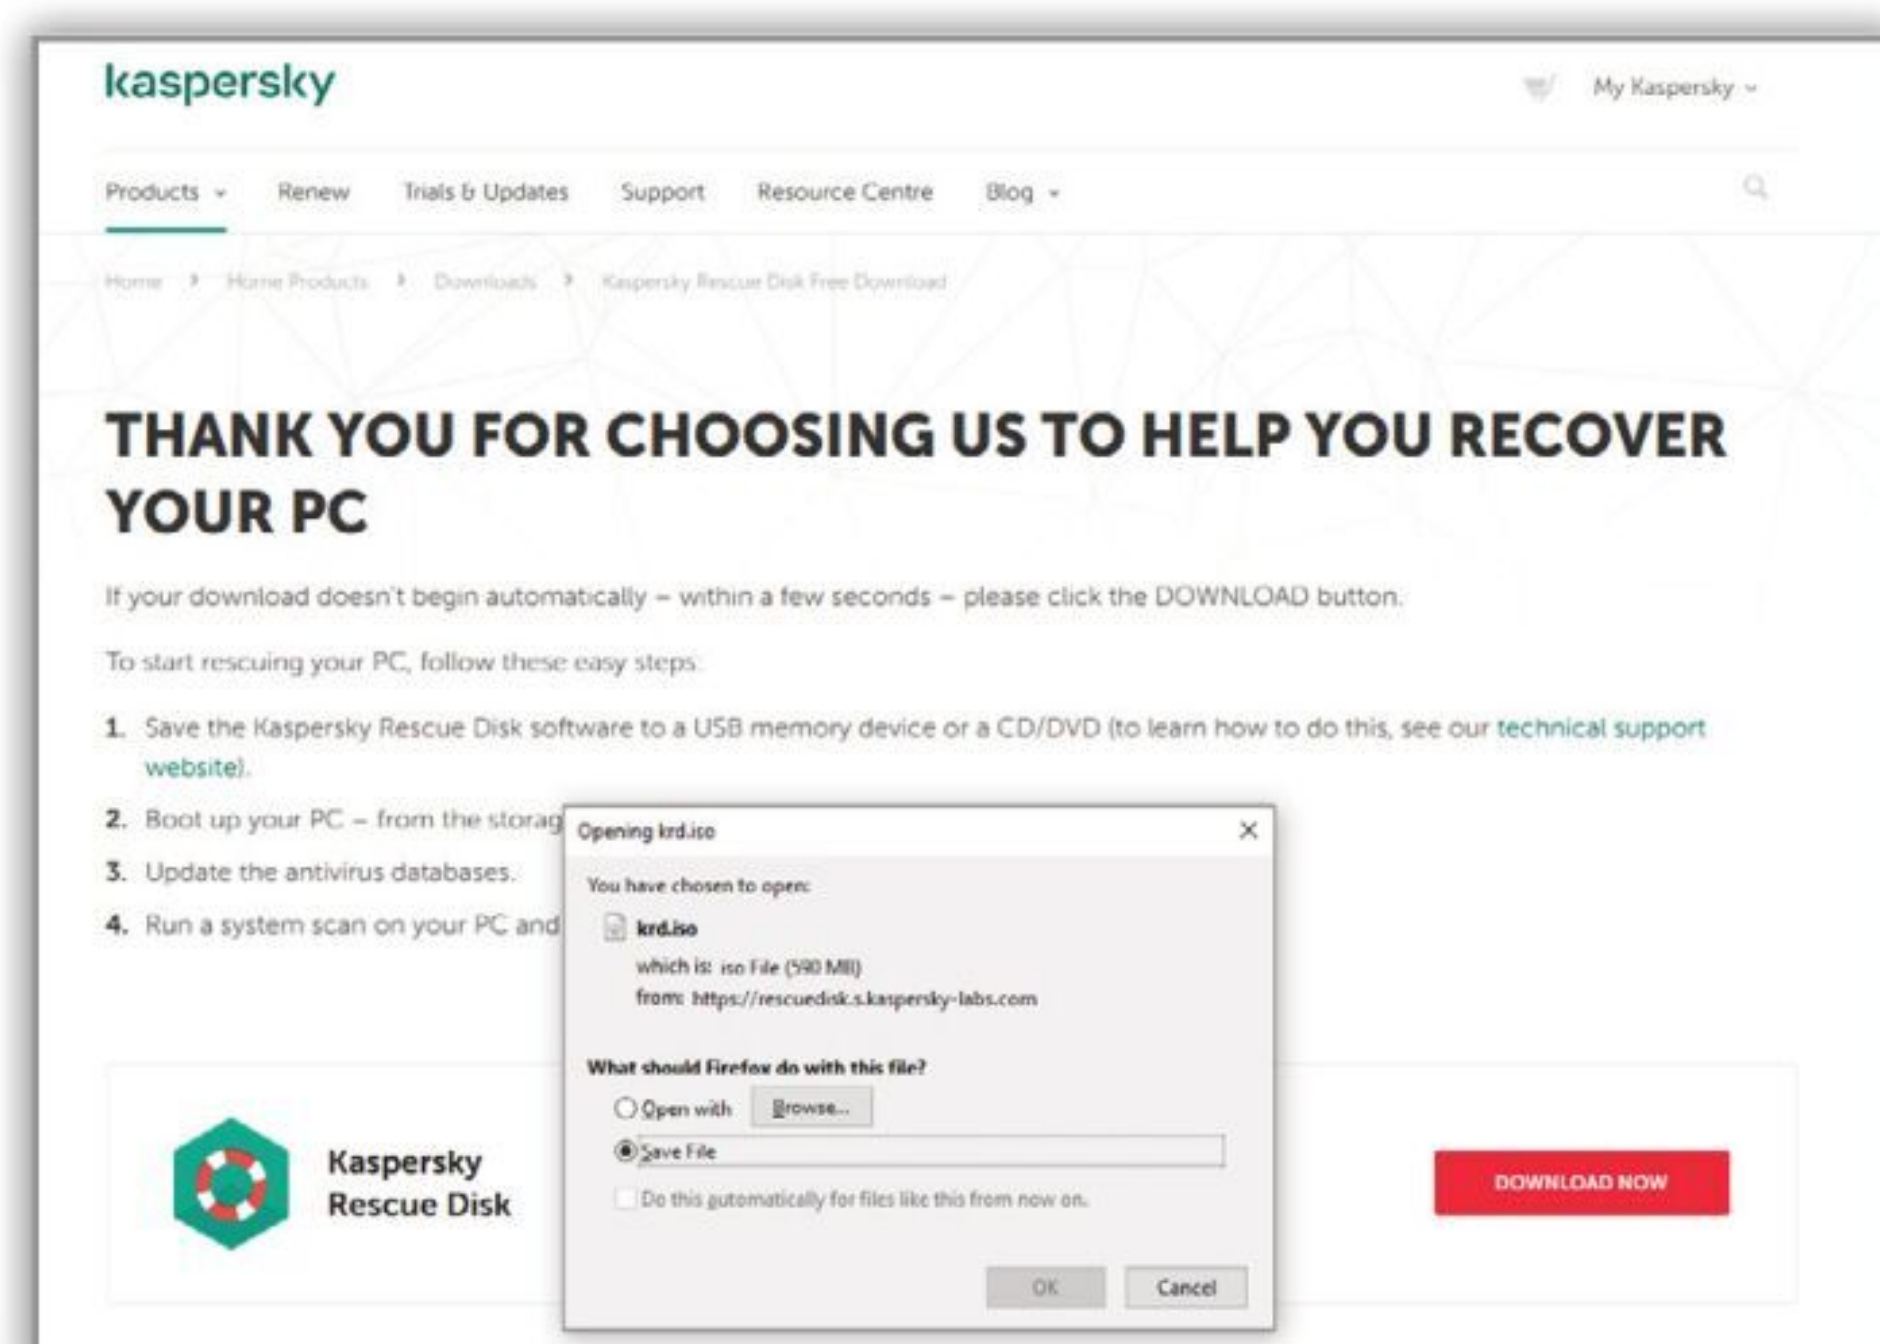 kaspersky
My Kaspersky
Products Renew Trials & Updates Support Resource Centre Blog
Home > Home Products > Downloads > Kaspersky Rescue Disk Free Download
THANK YOU FOR CHOOSING US TO HELP YOU RECOVER
YOUR PC
If your download doesn't begin automatically – within a few seconds – please click the DOWNLOAD button.
To start rescuing your PC, follow these easy steps:
1. Save the Kaspersky Rescue Disk software to a USB memory device or a CD/DVD (to learn how to do this, see our technical support
website).
2. Boot up your PC – from the storag
3. Update the antivirus databases.
4. Run a system scan on your PC and
Opening krd.iso
You have chosen to open:
krd.iso
which is: iso File (590 MB)
from: https://rescuedisk.s.kaspersky-labs.com
What should Firefox do with this file?
Open with Browse...
Save File
Do this automatically for files like this from now on.
OK Cancel
Kaspersky
Rescue Disk
DOWNLOAD NOW